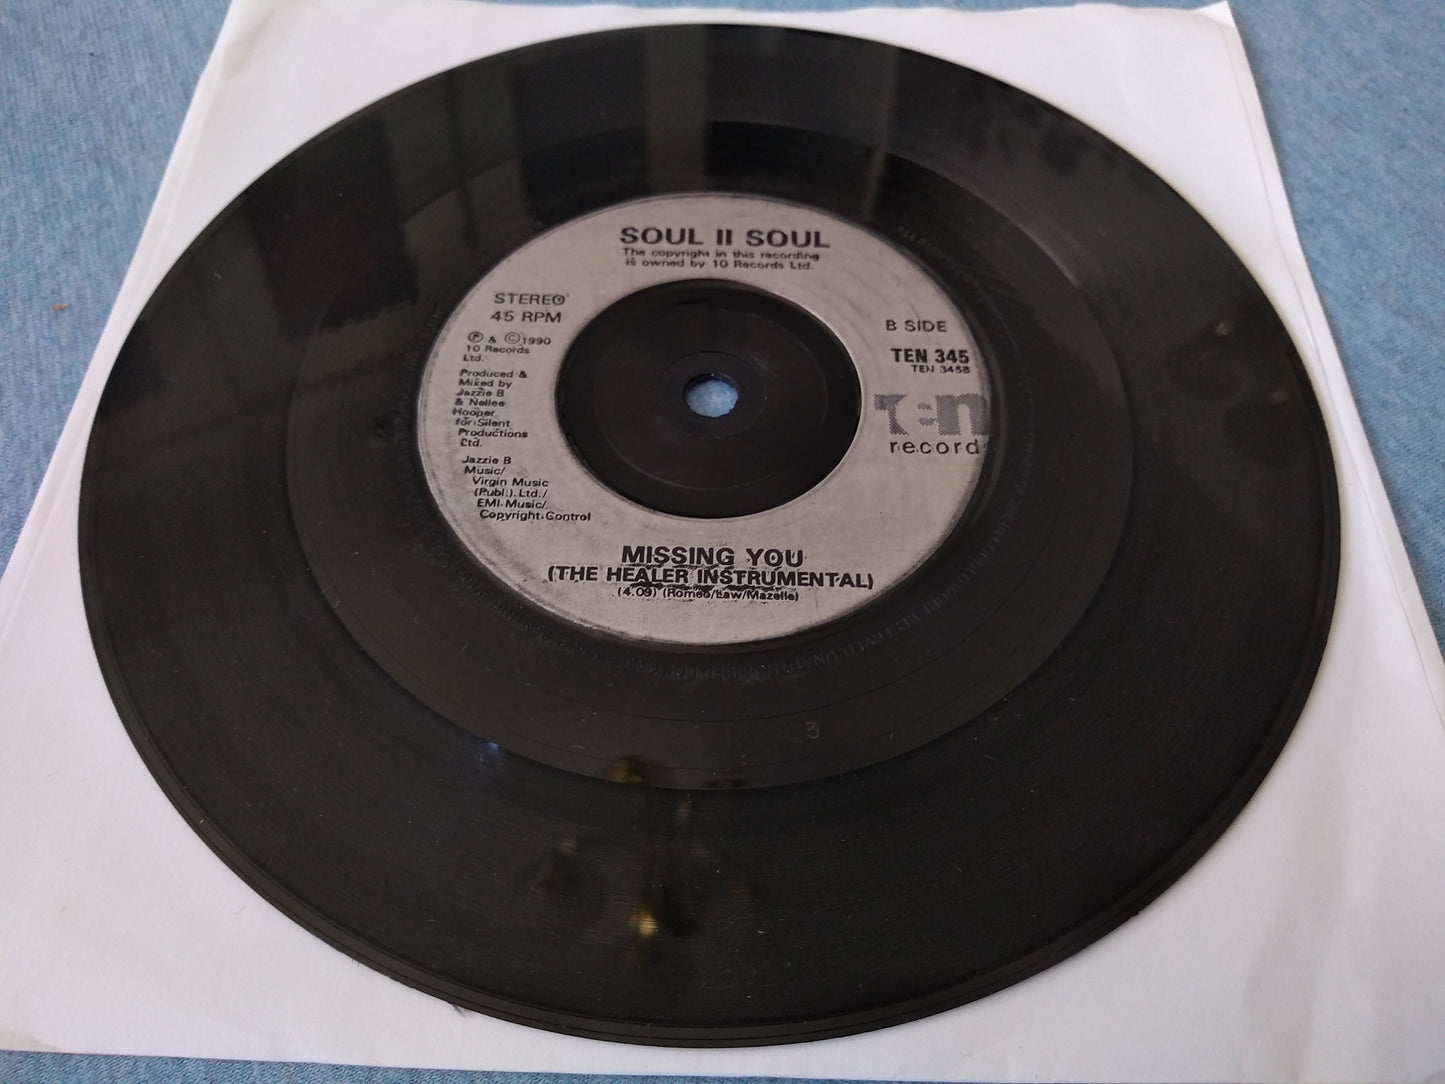 SOUL II SOUL
The copyright in this recording
is owned by 10 Records Ltd.
STEREO
45 RPM
Ⓟ & © 1990
10 Records
Ltd.
Produced &
Mixed by
Jazzie B
& Nellee
Hooper
for Silent
Productions
Ltd.
Jazzie B
Music/
Virgin Music
(Publ.) Ltd./
EMI Music/
Copyright Control
B SIDE
TEN 345
TEN 345B
Ten
records
MISSING YOU
(THE HEALER INSTRUMENTAL)
(4.09) (Romeo/Law/Mazelle)
3